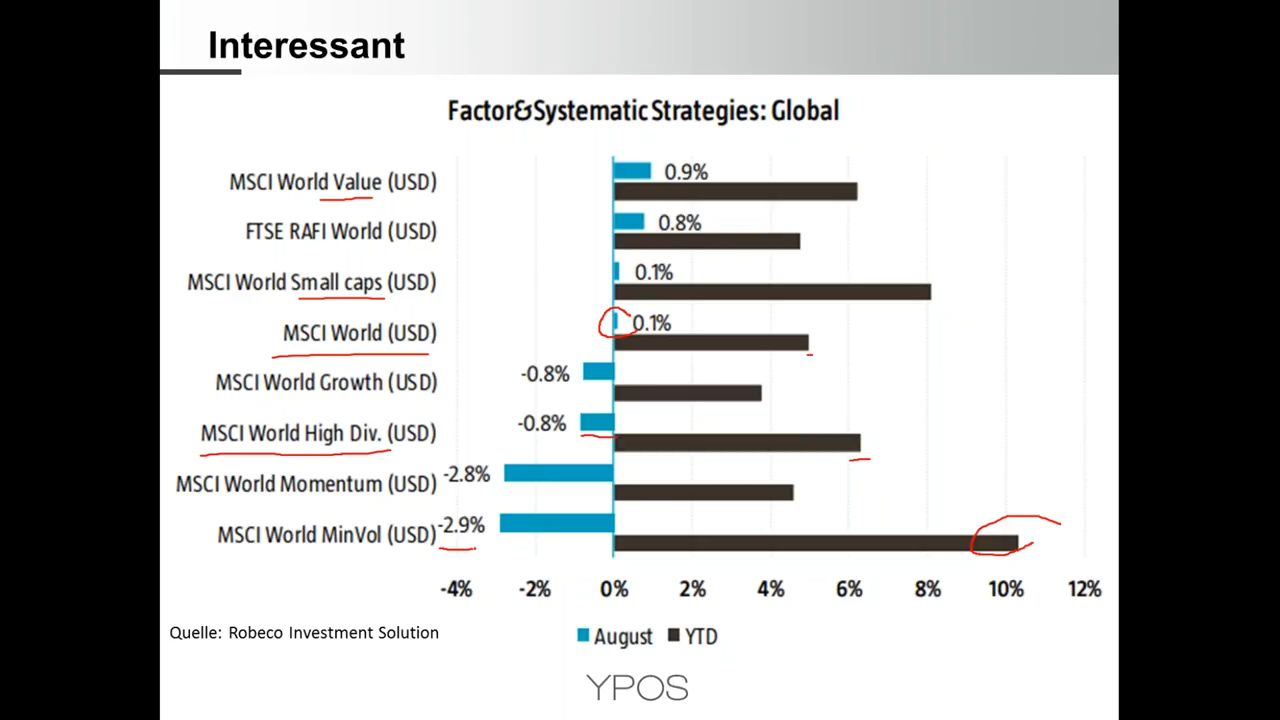 Interessant
Factor&Systematic Strategies: Global
MSCI World Value (USD)
0.9%
FTSE RAFI World (USD)
0.8%
MSCI World Small caps (USD)
0.1%
MSCI World (USD)
0.1%
MSCI World Growth (USD)
-0.8%
MSCI World High Div. (USD)
-0.8%
MSCI World Momentum (USD)
-2.8%
MSCI World MinVol (USD)
-2.9%
-4% -2% 0% 2% 4% 6% 8% 10% 12%
Quelle: Robeco Investment Solution
August YTD
YPOS